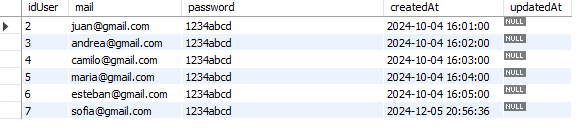 idUser mail password createdAt updatedAt
2 juan@gmail.com 1234abcd 2024-10-04 16:01:00 NULL
3 andrea@gmail.com 1234abcd 2024-10-04 16:02:00 NULL
4 camilo@gmail.com 1234abcd 2024-10-04 16:03:00 NULL
5 maria@gmail.com 1234abcd 2024-10-04 16:04:00 NULL
6 esteban@gmail.com 1234abcd 2024-10-04 16:05:00 NULL
7 sofia@gmail.com 1234abcd 2024-12-05 20:56:36 NULL